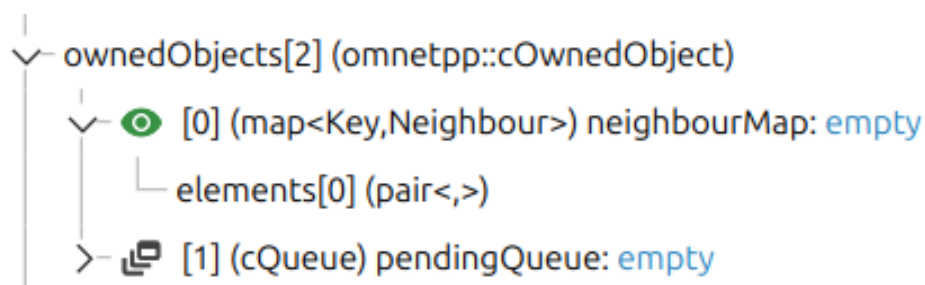 ownedObjects[2] (omnetpp::cOwnedObject)
[0] (map<Key,Neighbour>) neighbourMap: empty
elements[0] (pair<,>)
[1] (cQueue) pendingQueue: empty